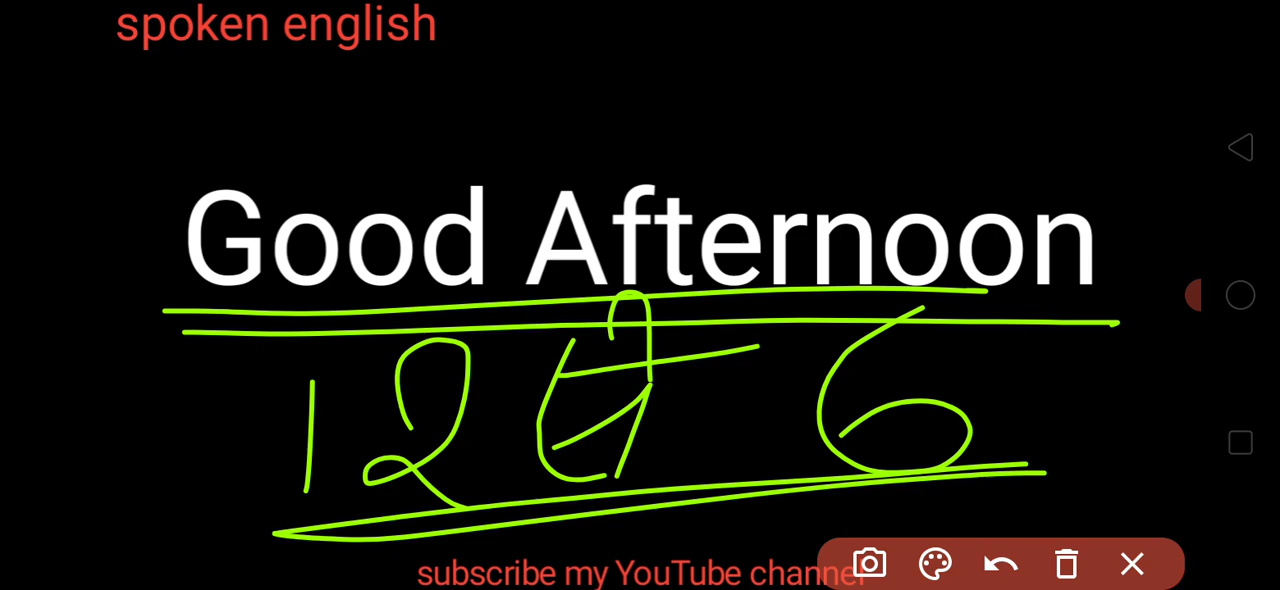 spoken english
Good Afternoon
12 से 6
subscribe my YouTube channel